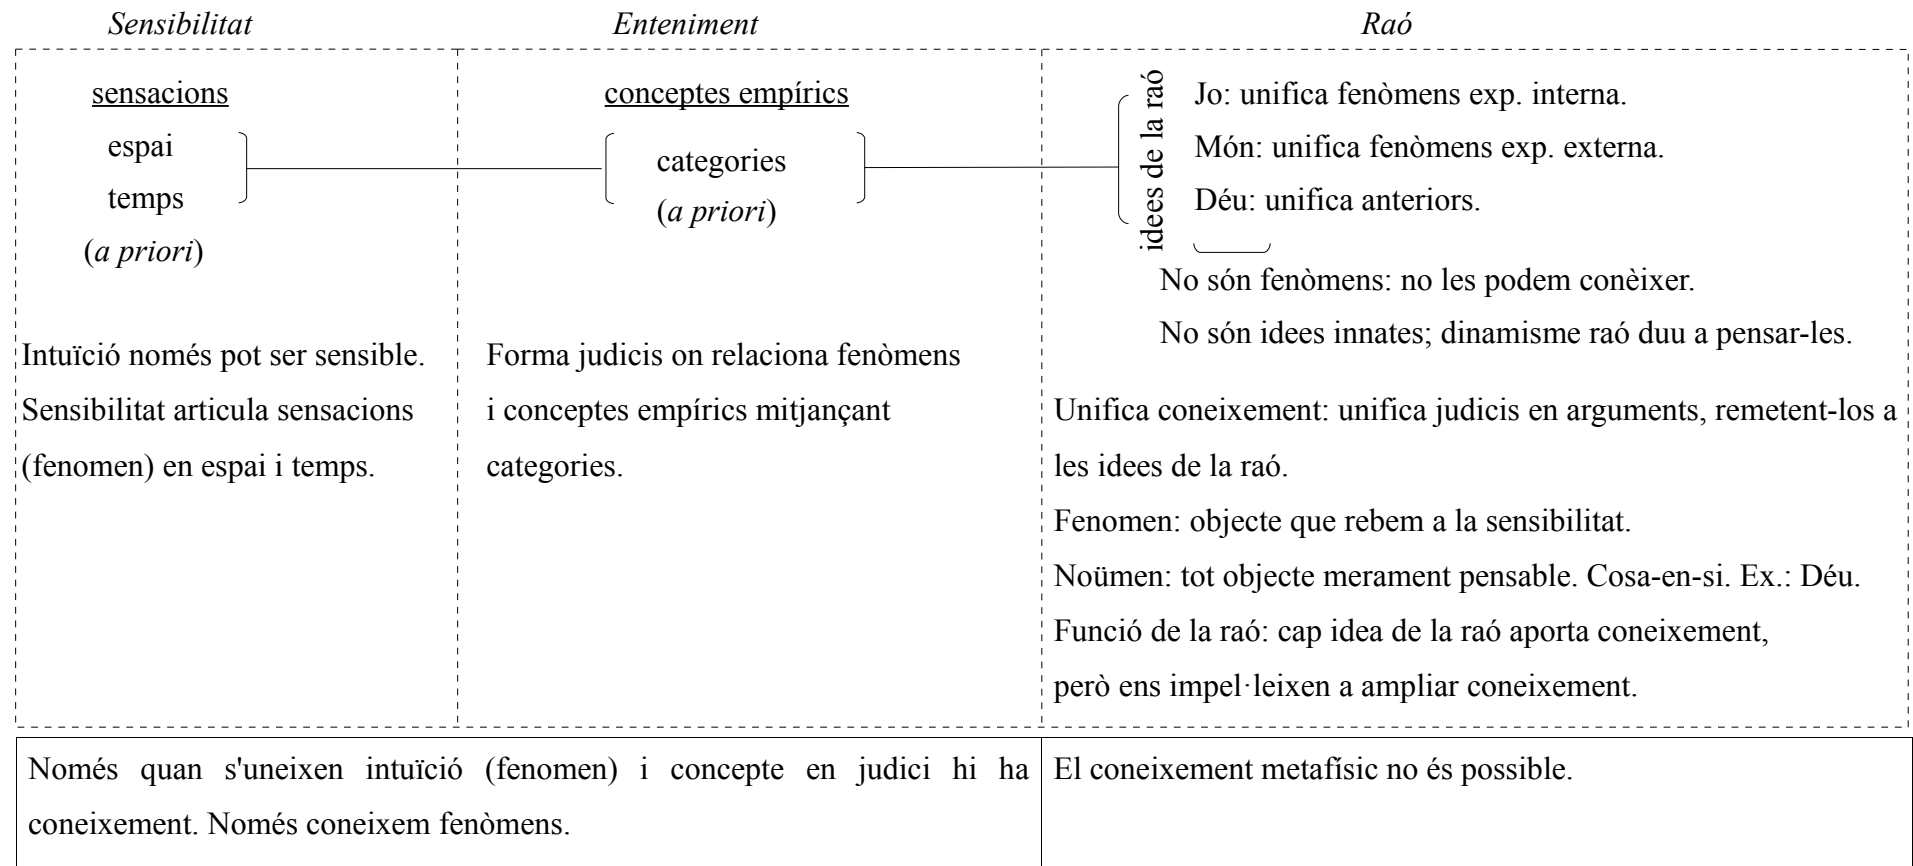 Sensibilitat
Enteniment
Raó
sensacions
espai
temps
(a priori)
Intuïció només pot ser sensible.
Sensibilitat articula sensacions
(fenomen) en espai i temps.
conceptes empírics
categories
(a priori)
Forma judicis on relaciona fenòmens
i conceptes empírics mitjançant
categories.
idees de la raó
Jo: unifica fenòmens exp. interna.
Món: unifica fenòmens exp. externa.
Déu: unifica anteriors.
No són fenòmens: no les podem conèixer.
No són idees innates; dinamisme raó duu a pensar-les.
Unifica coneixement: unifica judicis en arguments, remetent-los a
les idees de la raó.
Fenomen: objecte que rebem a la sensibilitat.
Noümen: tot objecte merament pensable. Cosa-en-si. Ex.: Déu.
Funció de la raó: cap idea de la raó aporta coneixement,
però ens impel·leixen a ampliar coneixement.
Només quan s'uneixen intuïció (fenomen) i concepte en judici hi ha
coneixement. Només coneixem fenòmens.
El coneixement metafísic no és possible.